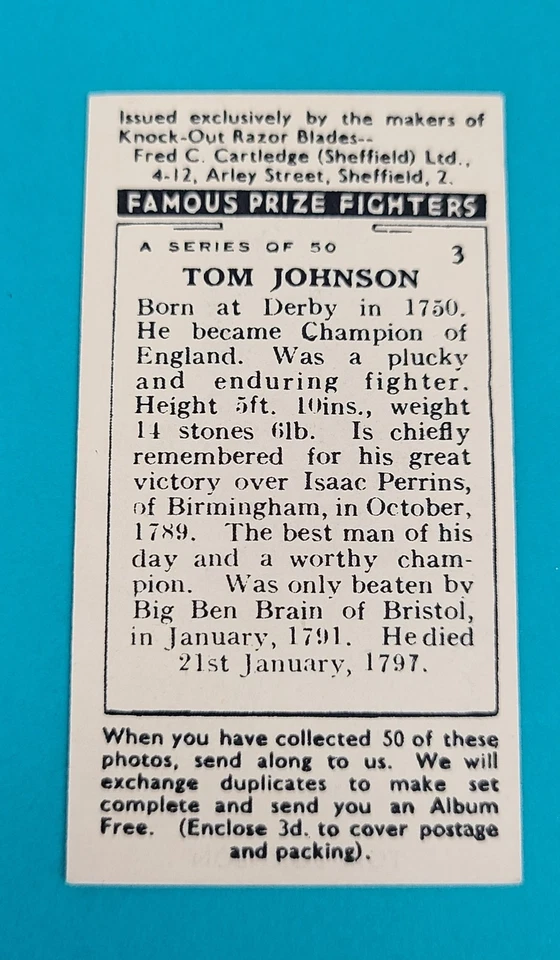 Issued exclusively by the makers of
Knock-Out Razor Blades--
Fred C. Cartledge (Sheffield) Ltd.,
4-12, Arley Street, Sheffield, 2.
FAMOUS PRIZE FIGHTERS
A SERIES OF 50 3
TOM JOHNSON
Born at Derby in 1750.
He became Champion of
England. Was a plucky
and enduring fighter.
Height 5ft. 10ins., weight
14 stones 6lb. Is chiefly
remembered for his great
victory over Isaac Perrins,
of Birmingham, in October,
1789. The best man of his
day and a worthy cham-
pion. Was only beaten by
Big Ben Brain of Bristol,
in January, 1791. He died
21st January, 1797.
When you have collected 50 of these
photos, send along to us. We will
exchange duplicates to make set
complete and send you an Album
Free. (Enclose 3d. to cover postage
and packing).